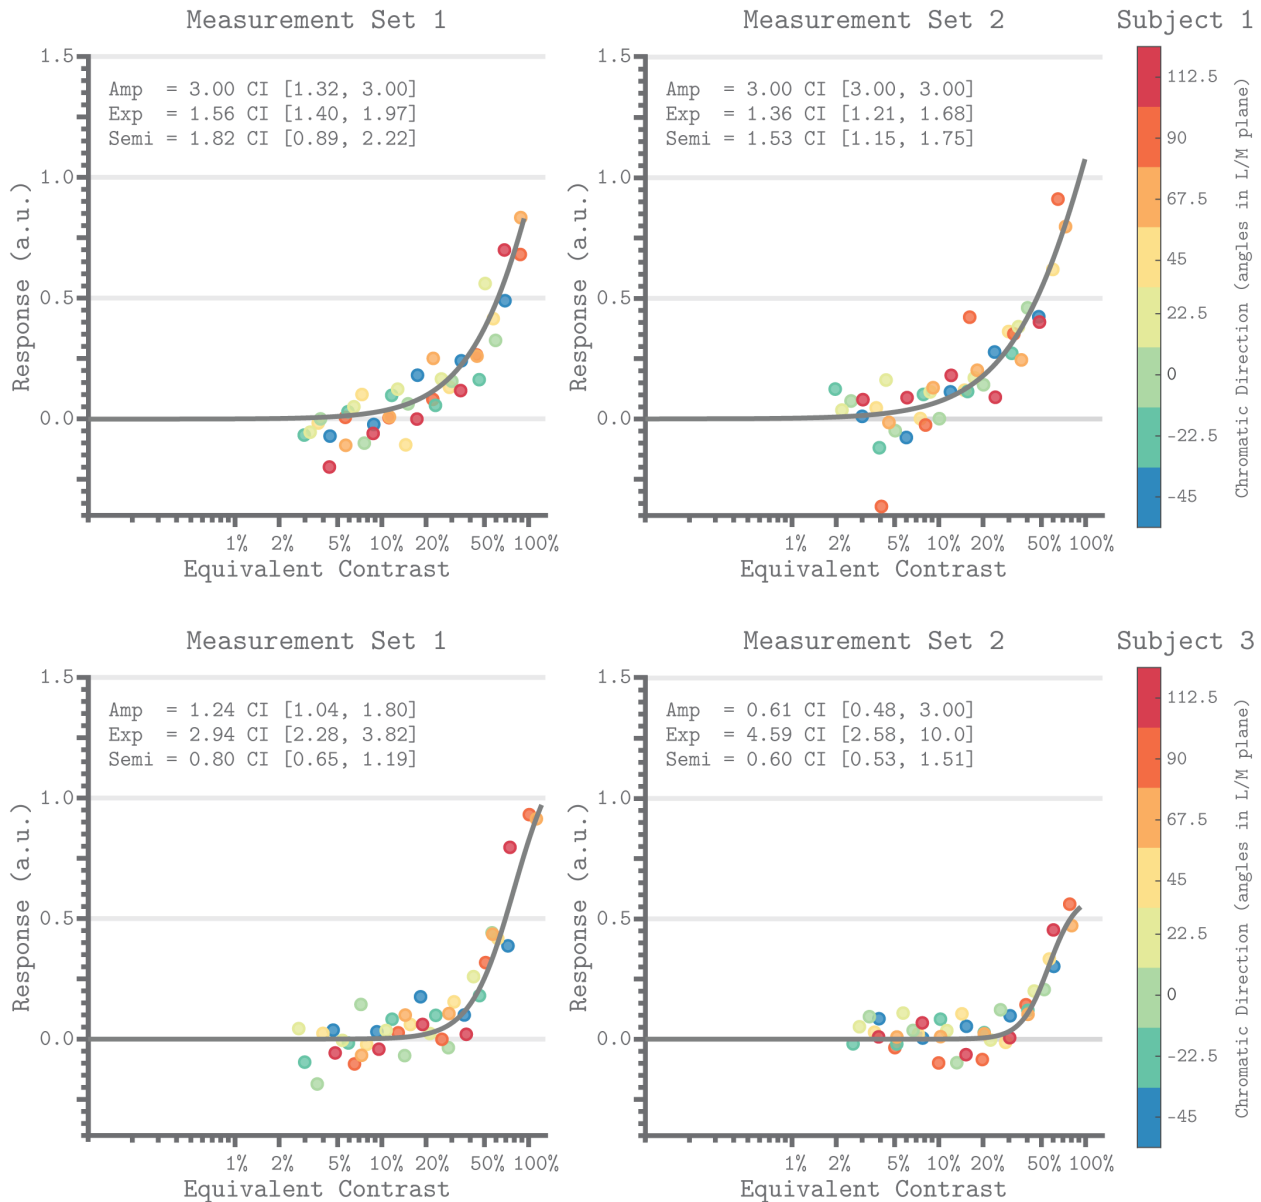 Measurement Set 1
Measurement Set 2
Subject 1
1.5
1.0
0.5
0.0
Response (a.u.)
Amp = 3.00 CI [1.32, 3.00]
Exp = 1.56 CI [1.40, 1.97]
Semi = 1.82 CI [0.89, 2.22]
1% 2% 5% 10% 20% 50% 100%
Equivalent Contrast
1.5
1.0
0.5
0.0
Response (a.u.)
Amp = 3.00 CI [3.00, 3.00]
Exp = 1.36 CI [1.21, 1.68]
Semi = 1.53 CI [1.15, 1.75]
1% 2% 5% 10% 20% 50% 100%
Equivalent Contrast
112.5
90
67.5
45
22.5
0
-22.5
-45
Chromatic Direction (angles in L/M plane)
Measurement Set 1
Measurement Set 2
Subject 3
1.5
1.0
0.5
0.0
Response (a.u.)
Amp = 1.24 CI [1.04, 1.80]
Exp = 2.94 CI [2.28, 3.82]
Semi = 0.80 CI [0.65, 1.19]
1% 2% 5% 10% 20% 50% 100%
Equivalent Contrast
1.5
1.0
0.5
0.0
Response (a.u.)
Amp = 0.61 CI [0.48, 3.00]
Exp = 4.59 CI [2.58, 10.0]
Semi = 0.60 CI [0.53, 1.51]
1% 2% 5% 10% 20% 50% 100%
Equivalent Contrast
112.5
90
67.5
45
22.5
0
-22.5
-45
Chromatic Direction (angles in L/M plane)